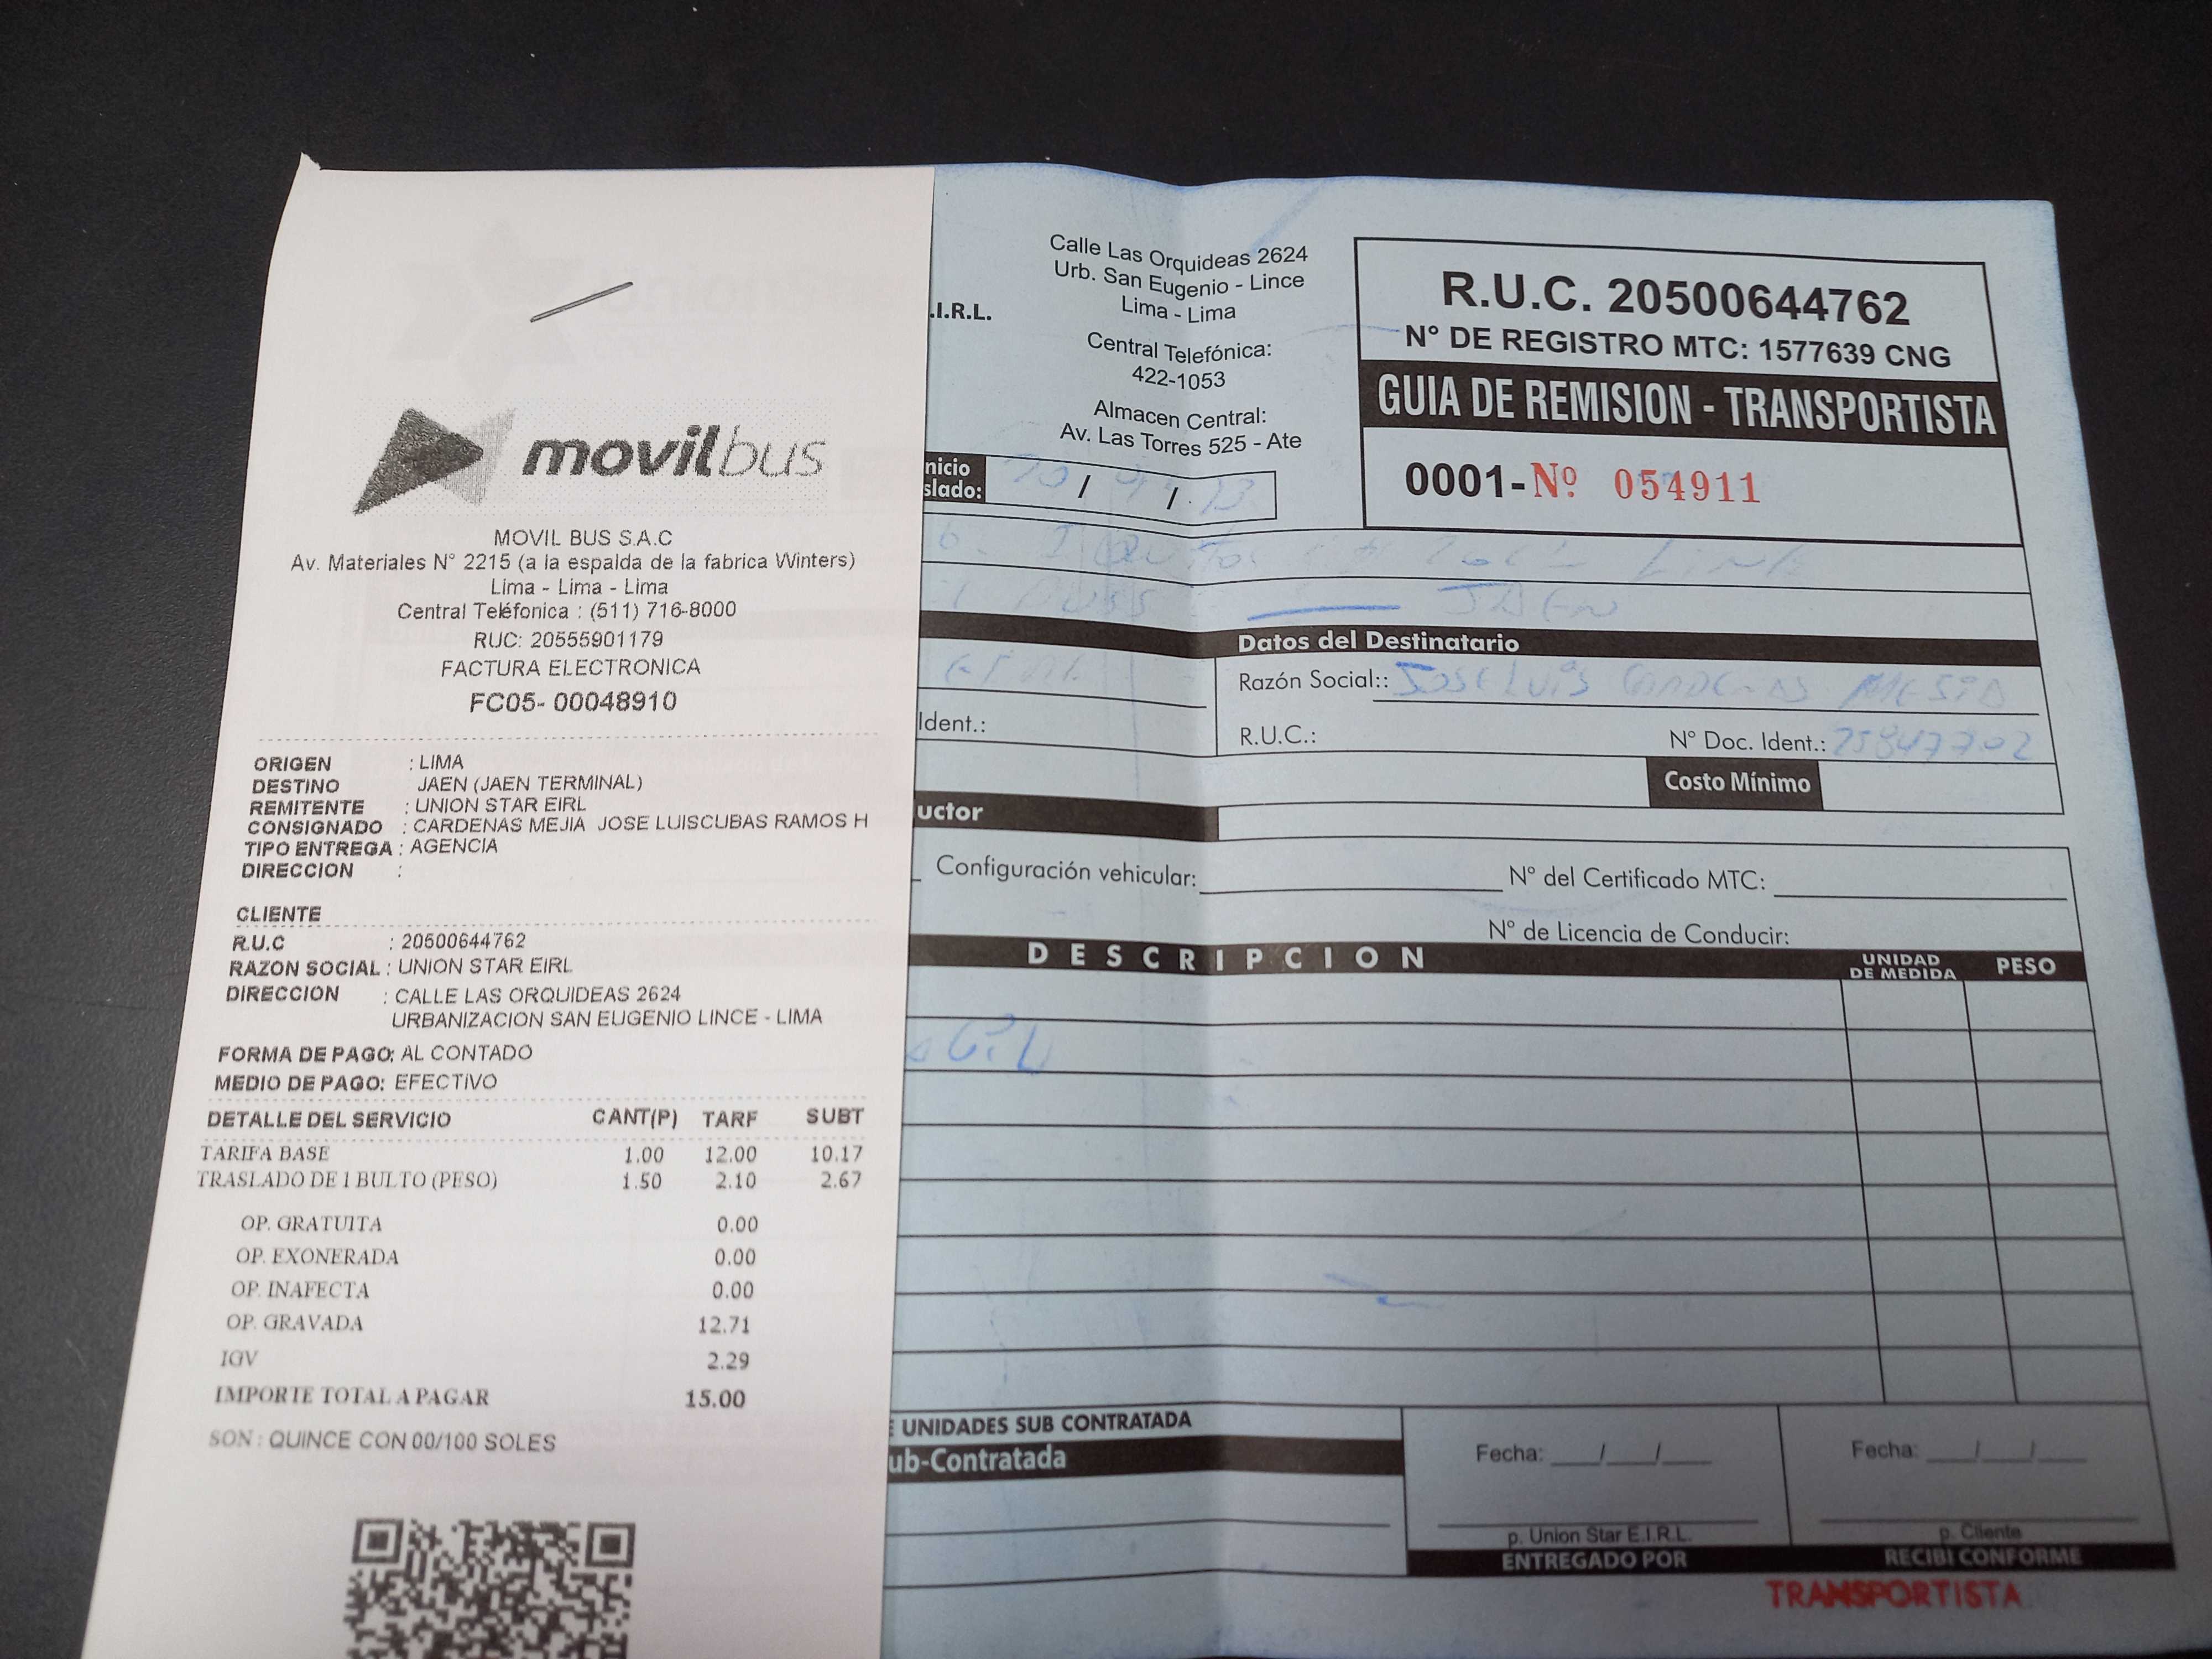 movilbus
MOVIL BUS S.A.C
Av. Materiales N° 2215 (a la espalda de la fabrica Winters)
Lima - Lima - Lima
Central Teléfonica : (511) 716-8000
RUC: 20555901179
FACTURA ELECTRONICA
FC05- 00048910
ORIGEN : LIMA
DESTINO JAEN (JAEN TERMINAL)
REMITENTE : UNION STAR EIRL
CONSIGNADO : CARDENAS MEJIA JOSE LUISCUBAS RAMOS H
TIPO ENTREGA : AGENCIA
DIRECCION :
CLIENTE
R.U.C : 20500644762
RAZON SOCIAL : UNION STAR EIRL
DIRECCION : CALLE LAS ORQUIDEAS 2624
URBANIZACION SAN EUGENIO LINCE - LIMA
FORMA DE PAGO: AL CONTADO
MEDIO DE PAGO: EFECTIVO
DETALLE DEL SERVICIO CANT(P) TARF SUBT
TARIFA BASE 1.00 12.00 10.17
TRASLADO DE 1 BULTO (PESO) 1.50 2.10 2.67
OP. GRATUITA 0.00
OP. EXONERADA 0.00
OP. INAFECTA 0.00
OP. GRAVADA 12.71
IGV 2.29
IMPORTE TOTAL A PAGAR 15.00
SON : QUINCE CON 00/100 SOLES
.I.R.L.
Calle Las Orquideas 2624
Urb. San Eugenio - Lince
Lima - Lima
Central Telefónica:
422-1053
Almacen Central:
Av. Las Torres 525 - Ate
R.U.C. 20500644762
N° DE REGISTRO MTC: 1577639 CNG
GUIA DE REMISION - TRANSPORTISTA
0001-Nº 054911
nicio
slado: / /
JAEN
Datos del Destinatario
Razón Social:: JOSE LUIS CARDENAS MESIA
Ident.:
R.U.C.: N° Doc. Ident.:
Costo Mínimo
uctor
Configuración vehicular: N° del Certificado MTC:
N° de Licencia de Conducir:
DESCRIPCION UNIDAD DE MEDIDA PESO
E UNIDADES SUB CONTRATADA
ub-Contratada
Fecha: / / Fecha: / /
p. Union Star E.I.R.L. p. Cliente
ENTREGADO POR RECIBI CONFORME
TRANSPORTISTA